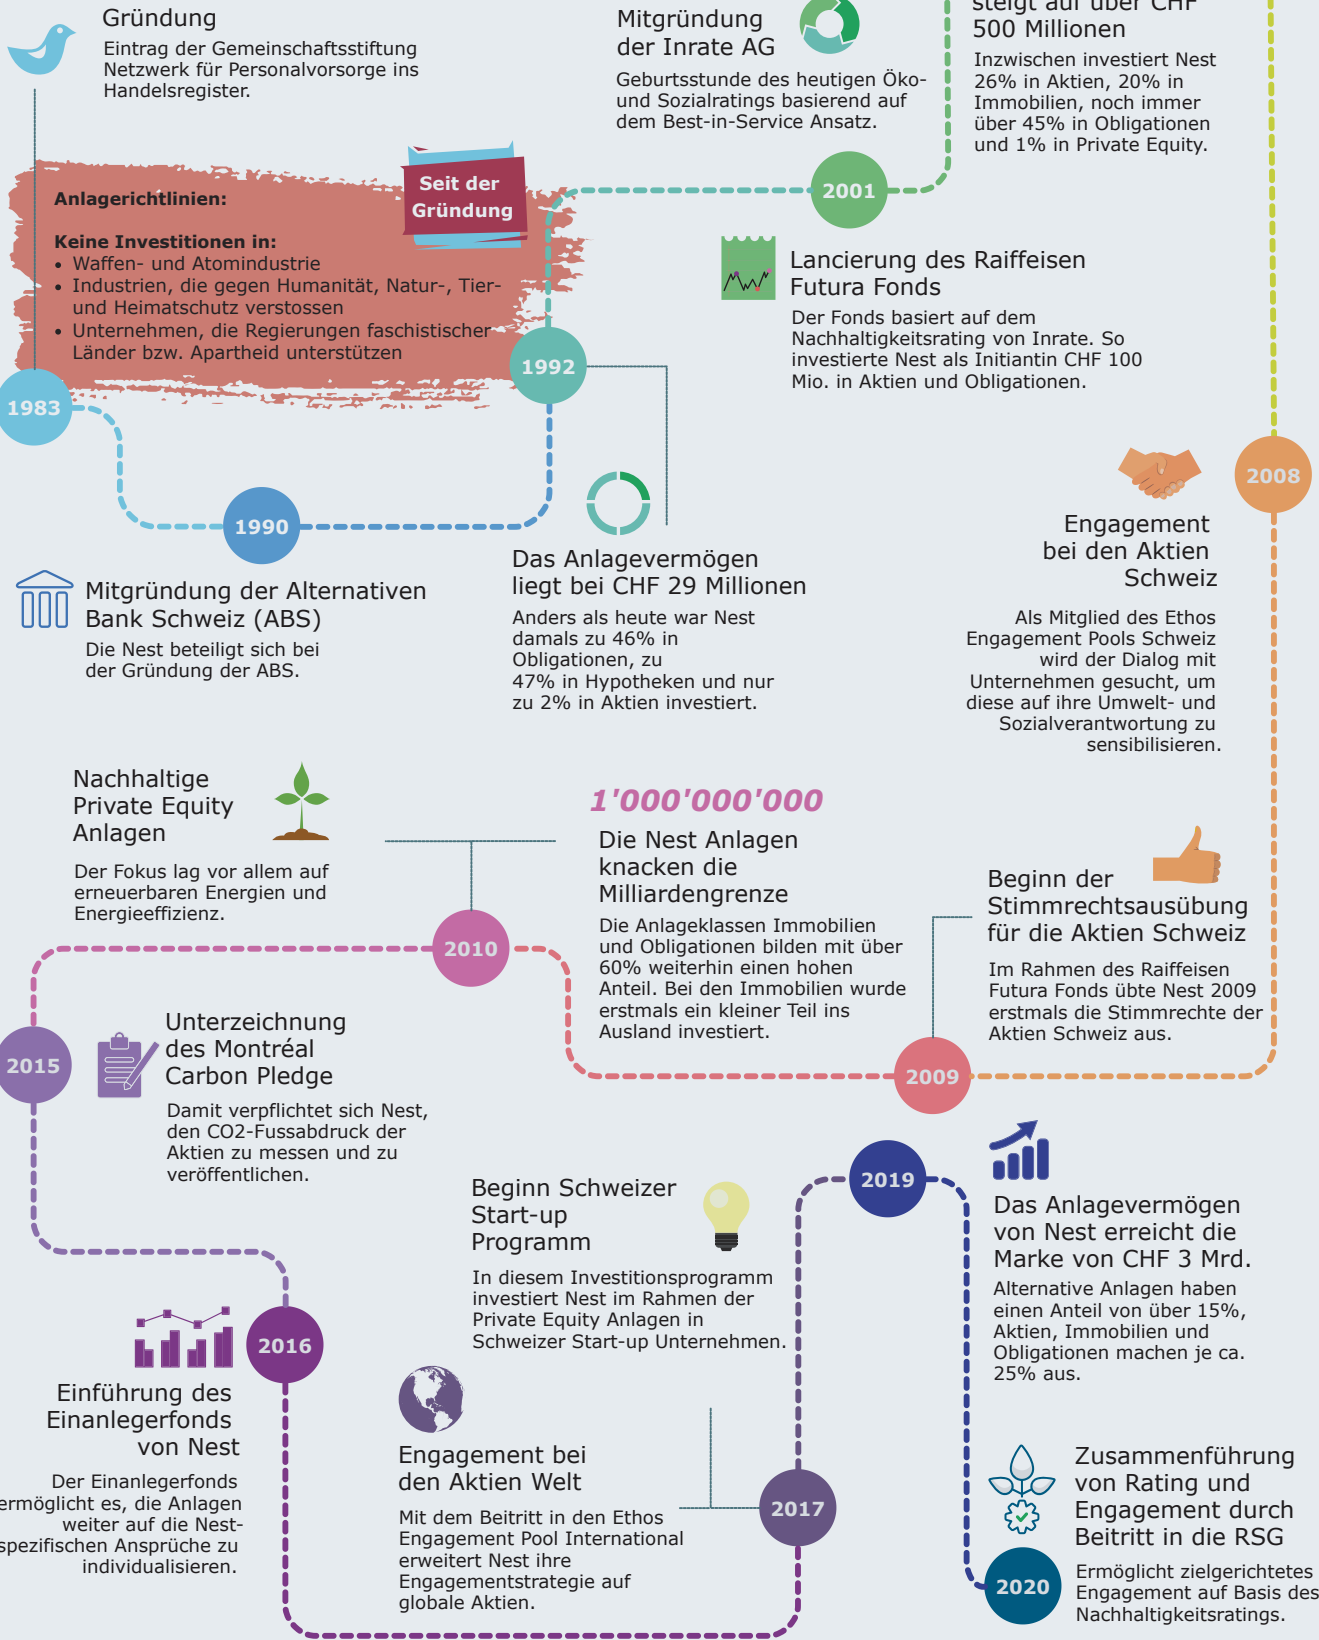 Gründung
Eintrag der Gemeinschaftsstiftung
Netzwerk für Personalvorsorge ins
Handelsregister.
Mitgründung
der Inrate AG
Geburtsstunde des heutigen Öko-
und Sozialratings basierend auf
dem Best-in-Service Ansatz.
steigt auf über CHF
500 Millionen
Inzwischen investiert Nest
26% in Aktien, 20% in
Immobilien, noch immer
über 45% in Obligationen
und 1% in Private Equity.
Seit der
Gründung
Anlagerichtlinien:
Keine Investitionen in:
• Waffen- und Atomindustrie
• Industrien, die gegen Humanität, Natur-, Tier-
und Heimatschutz verstossen
• Unternehmen, die Regierungen faschistischer
Länder bzw. Apartheid unterstützen
2001
Lancierung des Raiffeisen
Futura Fonds
Der Fonds basiert auf dem
Nachhaltigkeitsrating von Inrate. So
investierte Nest als Initiantin CHF 100
Mio. in Aktien und Obligationen.
1983
1992
1990
2008
Mitgründung der Alternativen
Bank Schweiz (ABS)
Die Nest beteiligt sich bei
der Gründung der ABS.
Das Anlagevermögen
liegt bei CHF 29 Millionen
Anders als heute war Nest
damals zu 46% in
Obligationen, zu
47% in Hypotheken und nur
zu 2% in Aktien investiert.
Engagement
bei den Aktien
Schweiz
Als Mitglied des Ethos
Engagement Pools Schweiz
wird der Dialog mit
Unternehmen gesucht, um
diese auf ihre Umwelt- und
Sozialverantwortung zu
sensibilisieren.
Nachhaltige
Private Equity
Anlagen
Der Fokus lag vor allem auf
erneuerbaren Energien und
Energieeffizienz.
1'000'000'000
Die Nest Anlagen
knacken die
Milliardengrenze
Die Anlageklassen Immobilien
und Obligationen bilden mit über
60% weiterhin einen hohen
Anteil. Bei den Immobilien wurde
erstmals ein kleiner Teil ins
Ausland investiert.
Beginn der
Stimmrechtsausübung
für die Aktien Schweiz
Im Rahmen des Raiffeisen
Futura Fonds übte Nest 2009
erstmals die Stimmrechte der
Aktien Schweiz aus.
2010
2009
2015
Unterzeichnung
des Montréal
Carbon Pledge
Damit verpflichtet sich Nest,
den CO2-Fussabdruck der
Aktien zu messen und zu
veröffentlichen.
Beginn Schweizer
Start-up
Programm
In diesem Investitionsprogramm
investiert Nest im Rahmen der
Private Equity Anlagen in
Schweizer Start-up Unternehmen.
2019
Das Anlagevermögen
von Nest erreicht die
Marke von CHF 3 Mrd.
Alternative Anlagen haben
einen Anteil von über 15%,
Aktien, Immobilien und
Obligationen machen je ca.
25% aus.
2016
Einführung des
Einanlegerfonds
von Nest
Der Einanlegerfonds
ermöglicht es, die Anlagen
weiter auf die Nest-
spezifischen Ansprüche zu
individualisieren.
Engagement bei
den Aktien Welt
Mit dem Beitritt in den Ethos
Engagement Pool International
erweitert Nest ihre
Engagementstrategie auf
globale Aktien.
2017
Zusammenführung
von Rating und
Engagement durch
Beitritt in die RSG
2020
Ermöglicht zielgerichtetes
Engagement auf Basis des
Nachhaltigkeitsratings.